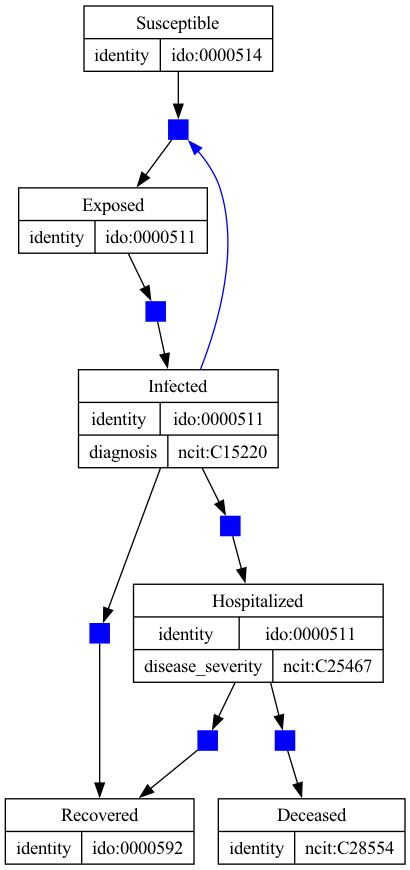 Susceptible
identity ido:0000514
Exposed
identity ido:0000511
Infected
identity ido:0000511
diagnosis ncit:C15220
Hospitalized
identity ido:0000511
disease_severity ncit:C25467
Recovered
identity ido:0000592
Deceased
identity ncit:C28554